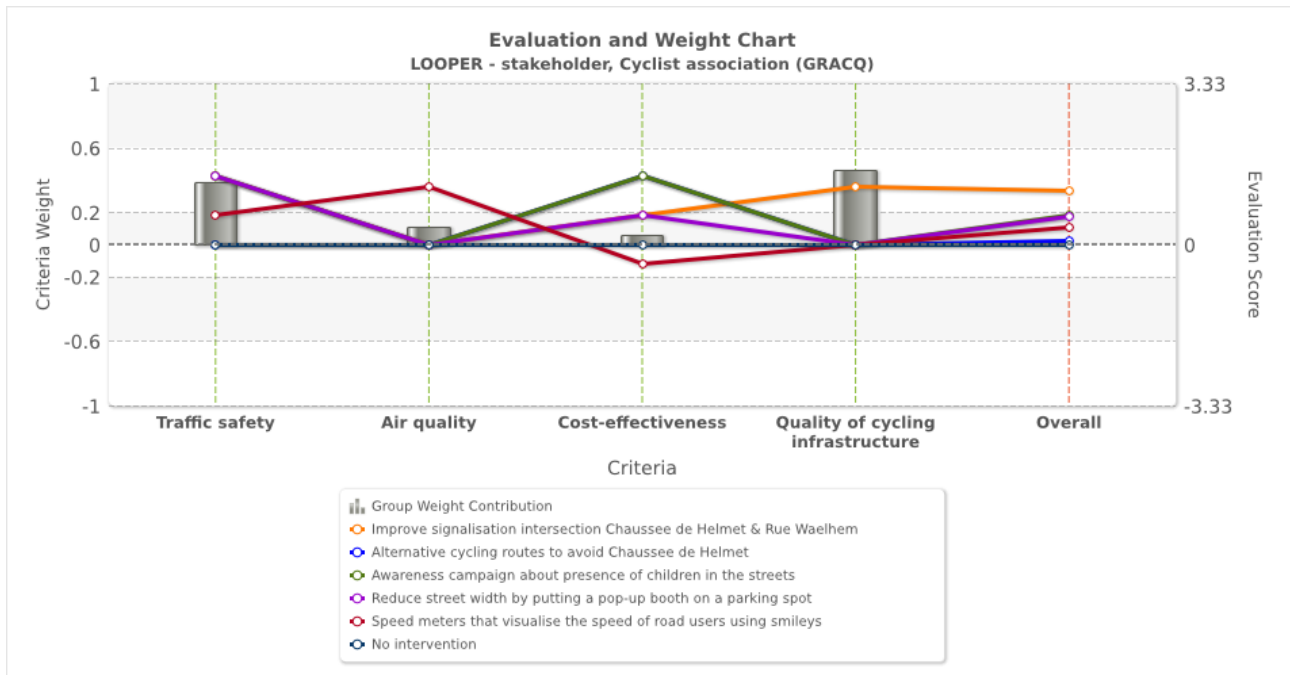 Evaluation and Weight Chart
LOOPER - stakeholder, Cyclist association (GRACQ)
1
0.6
0.2
0
-0.2
-0.6
-1
Criteria Weight
3.33
0
-3.33
Evaluation Score
Traffic safety
Air quality
Cost-effectiveness
Quality of cycling
infrastructure
Overall
Criteria
Group Weight Contribution
Improve signalisation intersection Chaussee de Helmet & Rue Waelhem
Alternative cycling routes to avoid Chaussee de Helmet
Awareness campaign about presence of children in the streets
Reduce street width by putting a pop-up booth on a parking spot
Speed meters that visualise the speed of road users using smileys
No intervention